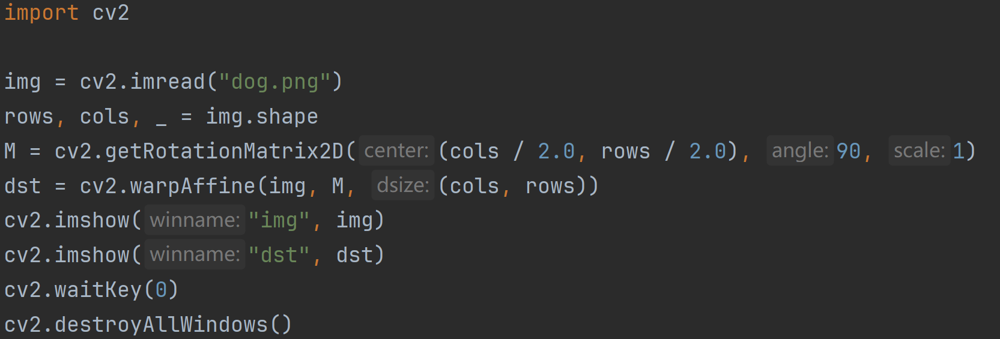 import cv2
img = cv2.imread("dog.png")
rows, cols, _ = img.shape
M = cv2.getRotationMatrix2D(center: (cols / 2.0, rows / 2.0), angle: 90, scale: 1)
dst = cv2.warpAffine(img, M, dsize: (cols, rows))
cv2.imshow(winname: "img", img)
cv2.imshow(winname: "dst", dst)
cv2.waitKey(0)
cv2.destroyAllWindows()